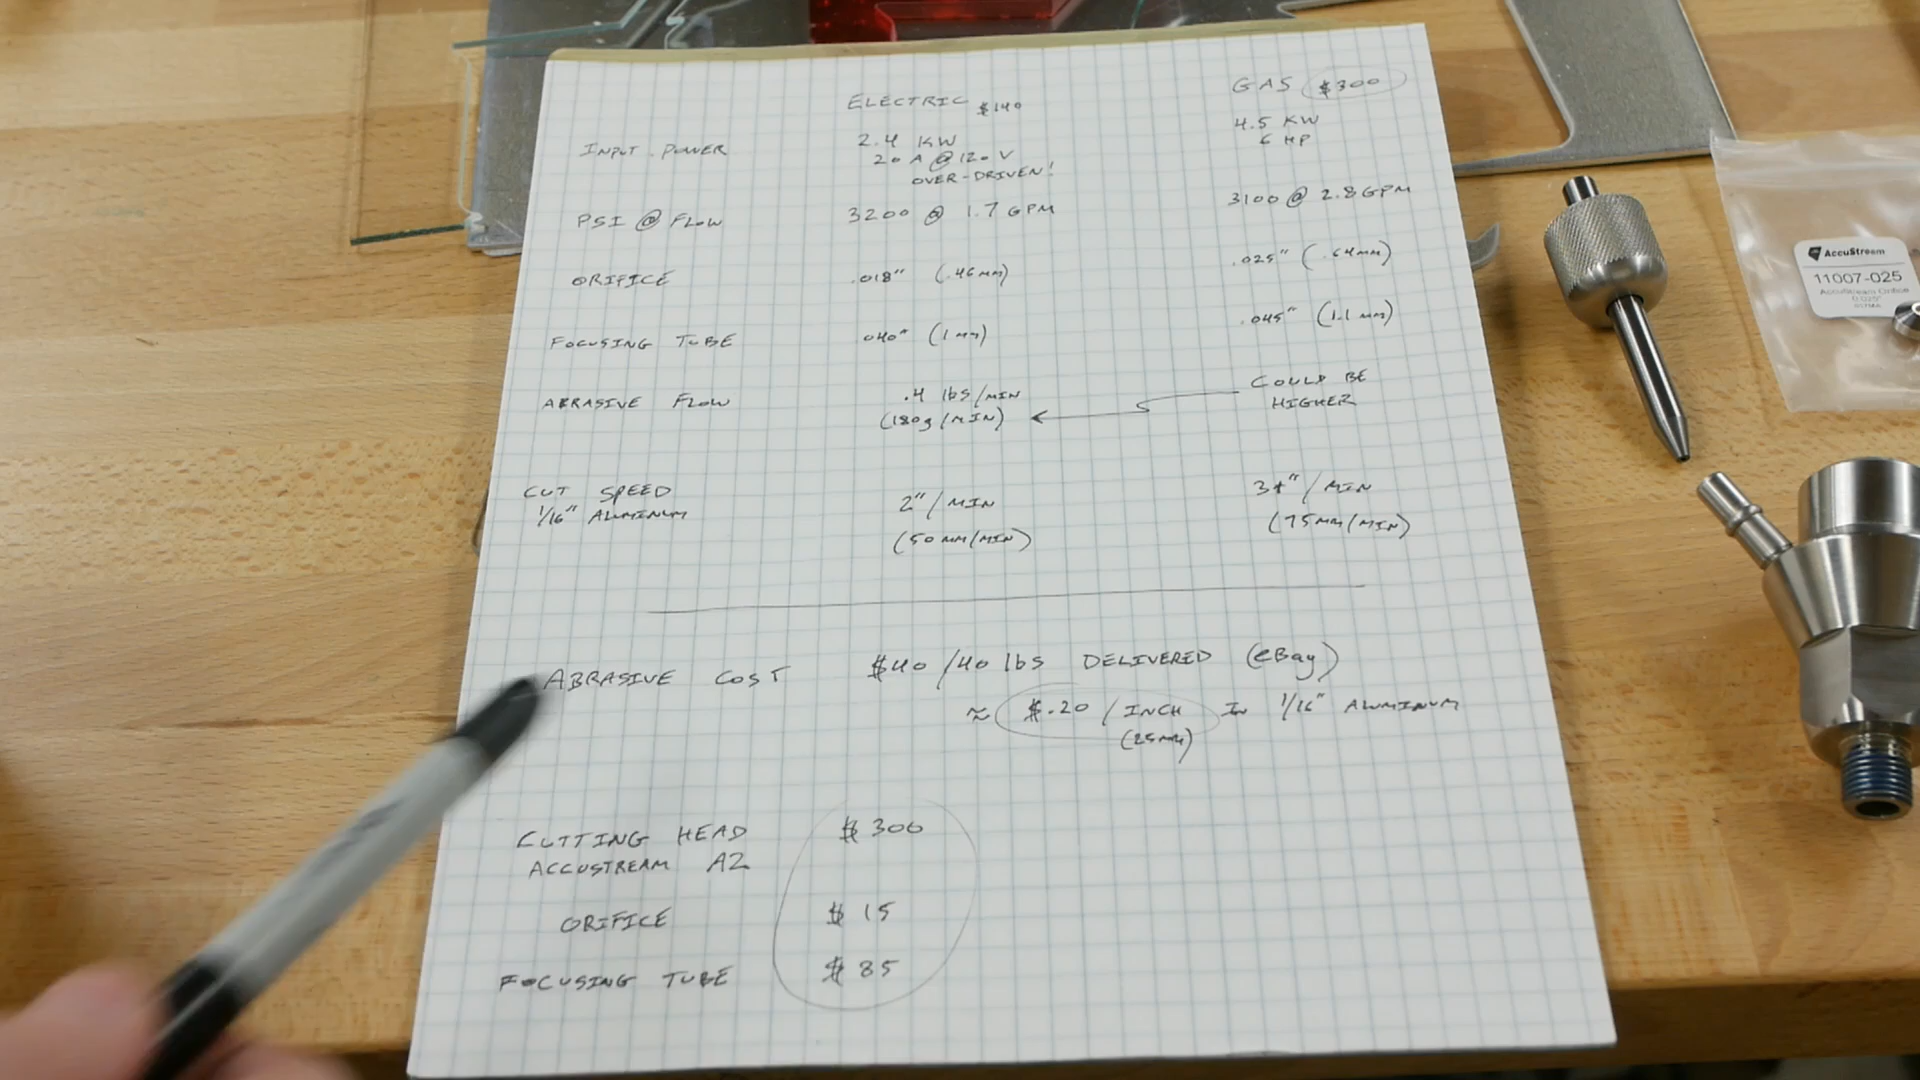 ELECTRIC $140
GAS $300
INPUT POWER
2.4 KW
20 A @ 120 V
OVER-DRIVEN!
4.5 KW
6 HP
PSI @ FLOW
3200 @ 1.7 GPM
3100 @ 2.8 GPM
ORIFICE
.018" (.46mm)
.025" (.64mm)
FOCUSING TUBE
.040" (1mm)
.045" (1.1mm)
ABRASIVE FLOW
.4 lbs/MIN
(180g/MIN)
COULD BE
HIGHER
CUT SPEED
1/16" ALUMINUM
2"/MIN
(50mm/MIN)
3+"/MIN
(75mm/MIN)
ABRASIVE COST
$40/40 lbs DELIVERED (eBay)
≈ $.20/INCH IN 1/16" ALUMINUM
(25mm)
CUTTING HEAD
ACCUSTREAM A2
$300
ORIFICE
$15
FOCUSING TUBE
$85
AccuStream
11007-025
AccuStream Orifice
0.025"